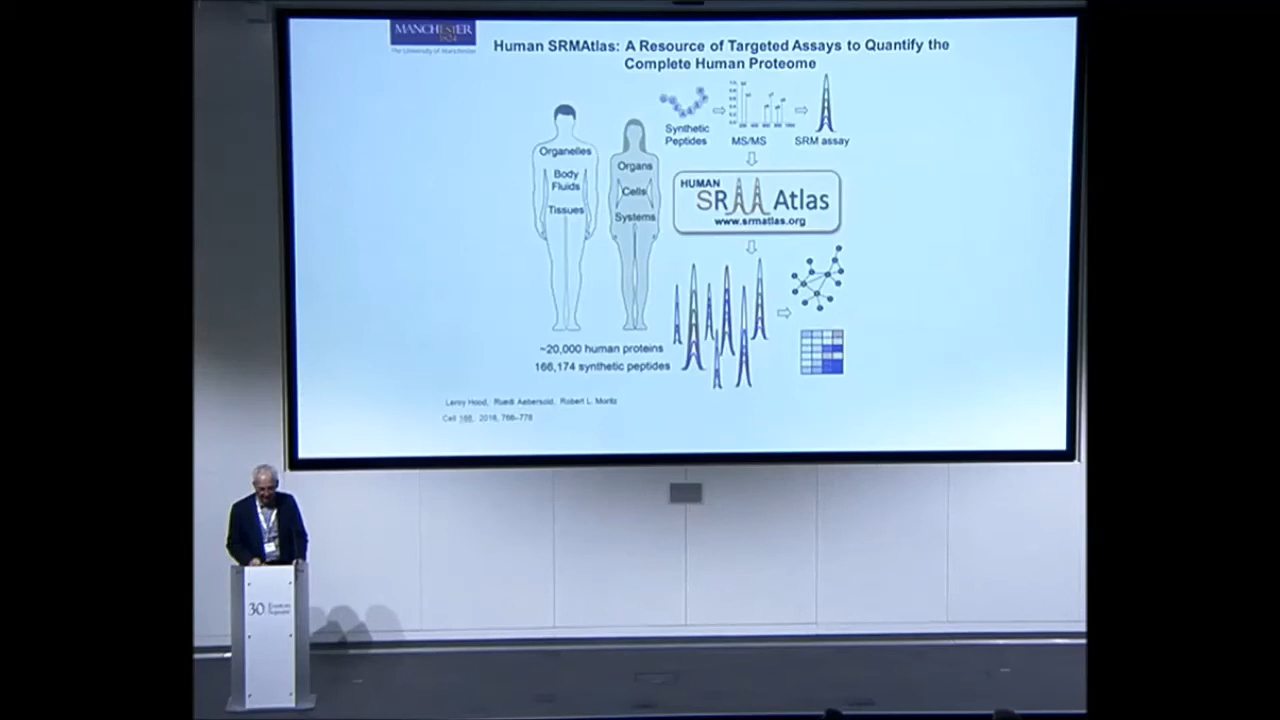 MANCHESTER
1824
The University of Manchester
Human SRMAtlas: A Resource of Targeted Assays to Quantify the
Complete Human Proteome
Synthetic
Peptides
MS/MS
SRM assay
Organelles
Body
Fluids
Tissues
Organs
Cells
Systems
HUMAN
SRM Atlas
www.srmatlas.org
~20,000 human proteins
166,174 synthetic peptides
Leroy Hood, Ruedi Aebersold, Robert L. Moritz
Cell 166, 2016, 766–778
30